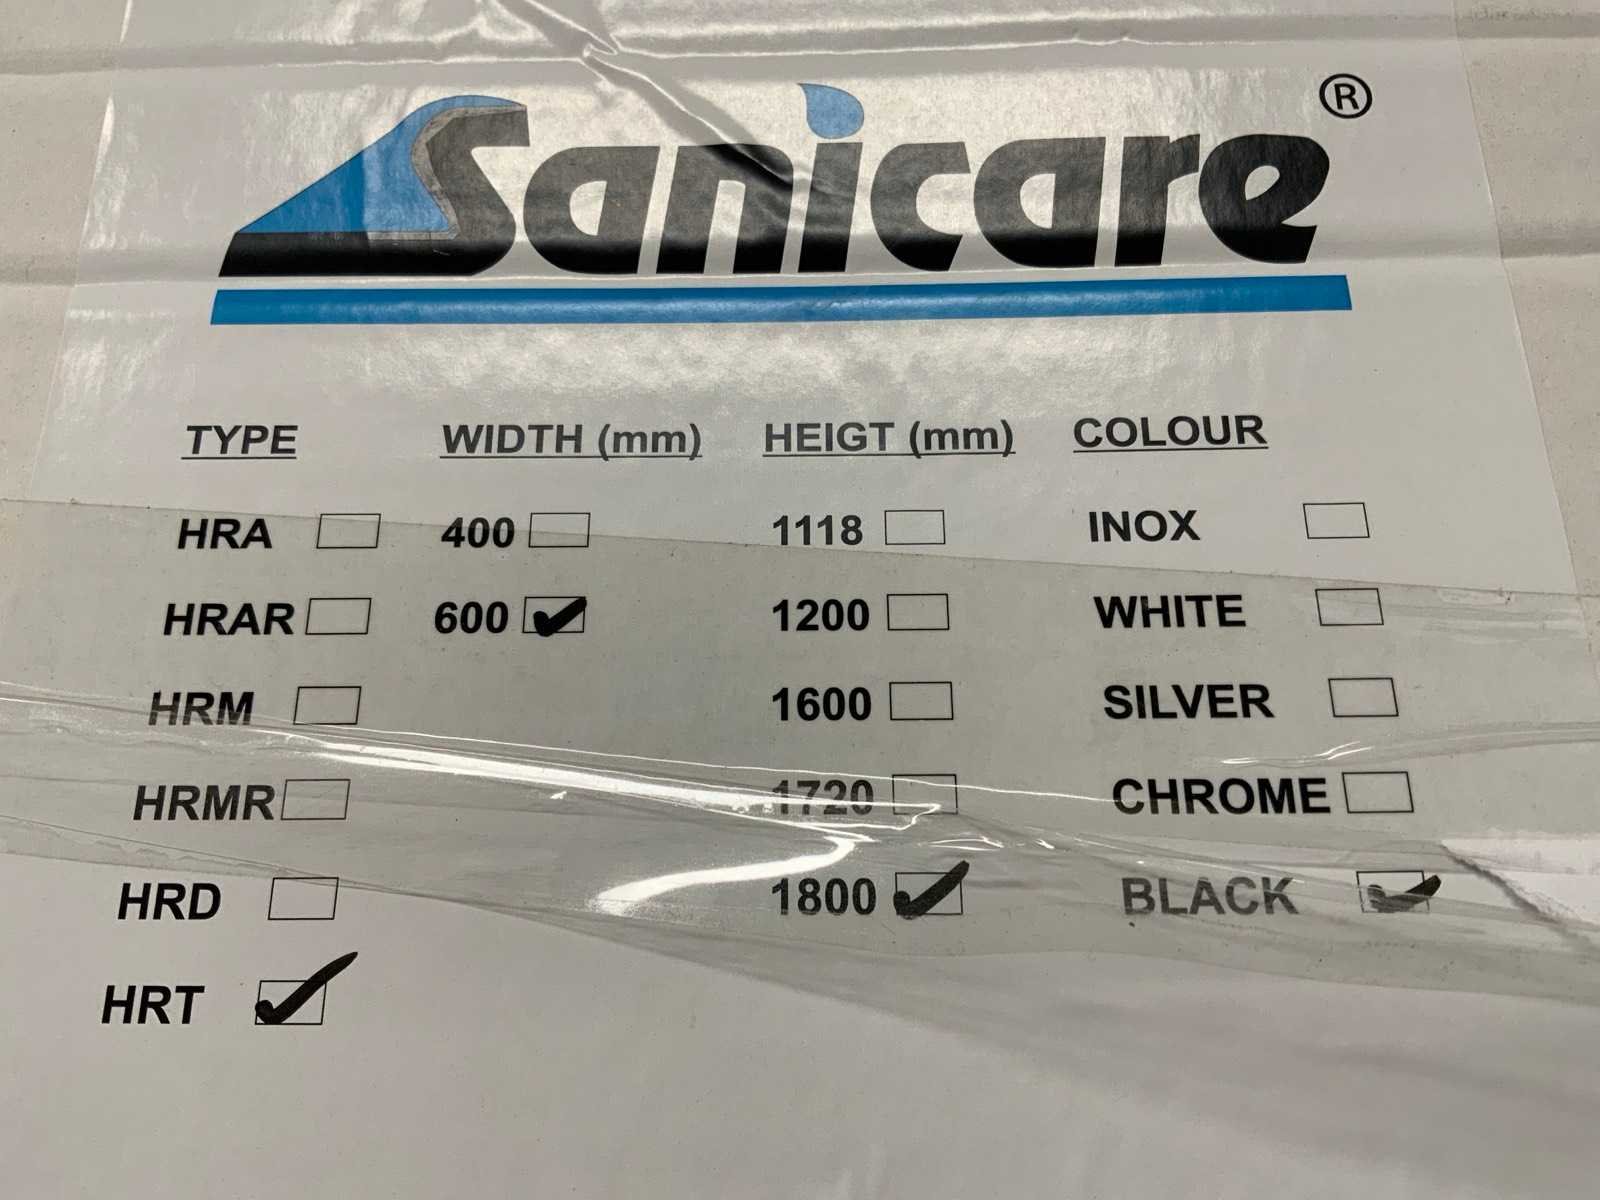 Sanicare®
TYPE WIDTH (mm) HEIGT (mm) COLOUR
HRA 400 1118 INOX
HRAR 600 1200 WHITE
HRM 1600 SILVER
HRMR 1720 CHROME
HRD 1800 BLACK
HRT